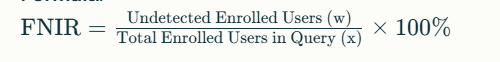 FNIR = Undetected Enrolled Users (w) / Total Enrolled Users in Query (x) × 100%